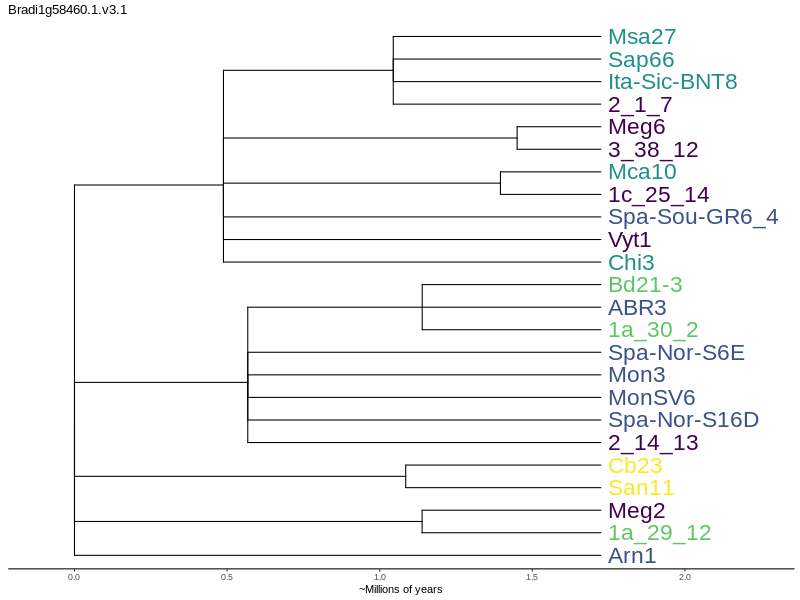 Bradi1g58460.1.v3.1
Msa27
Sap66
Ita-Sic-BNT8
2_1_7
Meg6
3_38_12
Mca10
1c_25_14
Spa-Sou-GR6_4
Vyt1
Chi3
Bd21-3
ABR3
1a_30_2
Spa-Nor-S6E
Mon3
MonSV6
Spa-Nor-S16D
2_14_13
Cb23
San11
Meg2
1a_29_12
Arn1
0.0 0.5 1.0 1.5 2.0
~Millions of years